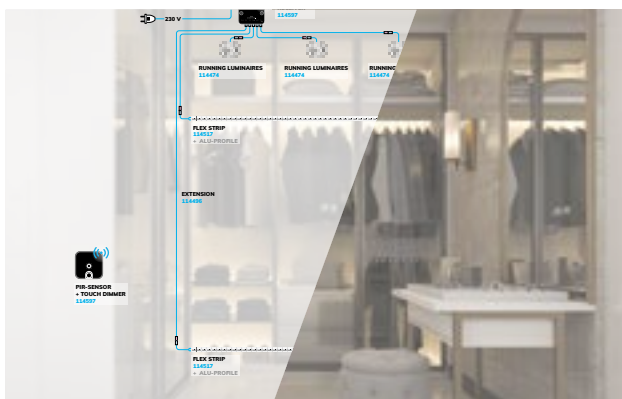 114597
230 V
RUNNING LUMINAIRES
114474
RUNNING LUMINAIRES
114474
RUNNING
114474
FLEX STRIP
114517
+ ALU-PROFILE
EXTENSION
114496
PIR-SENSOR
+ TOUCH DIMMER
114597
FLEX STRIP
114517
+ ALU-PROFILE